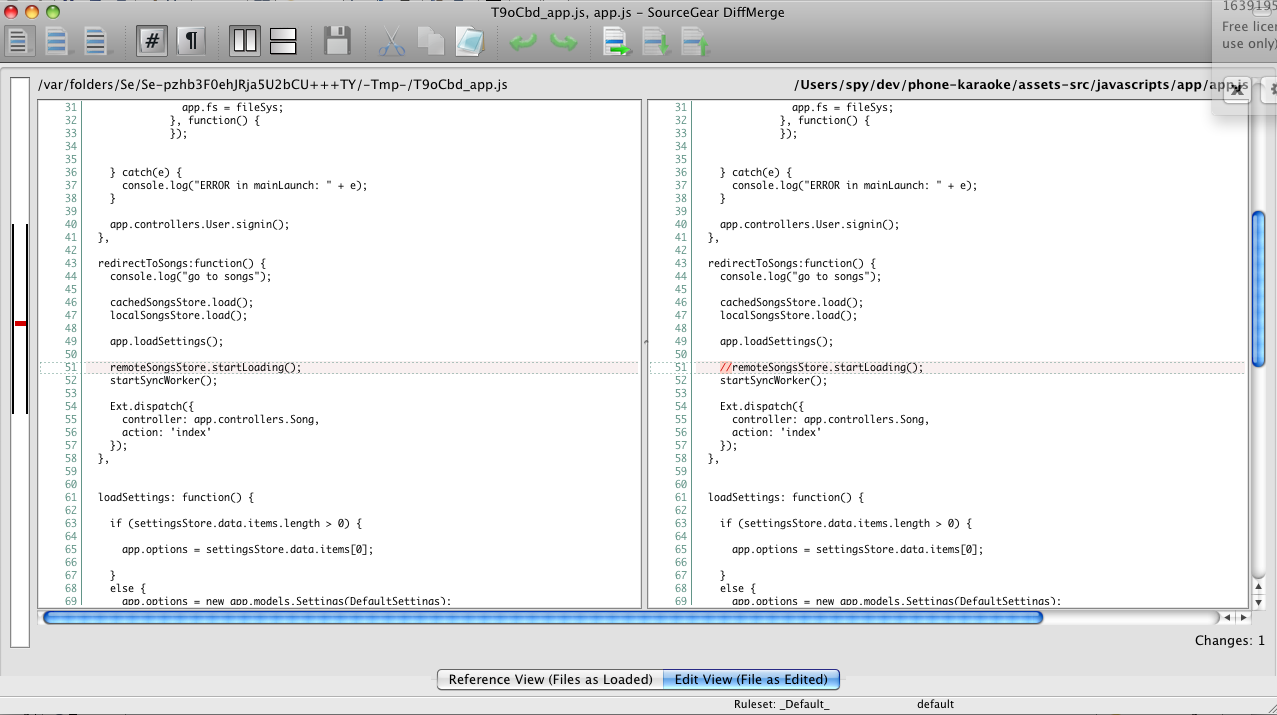 T9oCbd_app.js, app.js – SourceGear DiffMerge
1639195
Free licen
use only)
# ¶
/var/folders/Se/Se-pzhb3F0ehJRja5U2bCU+++TY/-Tmp-/T9oCbd_app.js
/Users/spy/dev/phone-karaoke/assets-src/javascripts/app/app.js
31 app.fs = fileSys;
32 }, function() {
33 });
34
35
36 } catch(e) {
37 console.log("ERROR in mainLaunch: " + e);
38 }
39
40 app.controllers.User.signin();
41 },
42
43 redirectToSongs:function() {
44 console.log("go to songs");
45
46 cachedSongsStore.load();
47 localSongsStore.load();
48
49 app.loadSettings();
50
51 remoteSongsStore.startLoading();
52 startSyncWorker();
53
54 Ext.dispatch({
55 controller: app.controllers.Song,
56 action: 'index'
57 });
58 },
59
60
61 loadSettings: function() {
62
63 if (settingsStore.data.items.length > 0) {
64
65 app.options = settingsStore.data.items[0];
66
67 }
68 else {
69 app.options = new app.models.Settings(DefaultSettings);
31 app.fs = fileSys;
32 }, function() {
33 });
34
35
36 } catch(e) {
37 console.log("ERROR in mainLaunch: " + e);
38 }
39
40 app.controllers.User.signin();
41 },
42
43 redirectToSongs:function() {
44 console.log("go to songs");
45
46 cachedSongsStore.load();
47 localSongsStore.load();
48
49 app.loadSettings();
50
51 //remoteSongsStore.startLoading();
52 startSyncWorker();
53
54 Ext.dispatch({
55 controller: app.controllers.Song,
56 action: 'index'
57 });
58 },
59
60
61 loadSettings: function() {
62
63 if (settingsStore.data.items.length > 0) {
64
65 app.options = settingsStore.data.items[0];
66
67 }
68 else {
69 app.options = new app.models.Settings(DefaultSettings);
Changes: 1
Reference View (Files as Loaded)
Edit View (File as Edited)
Ruleset: _Default_
default